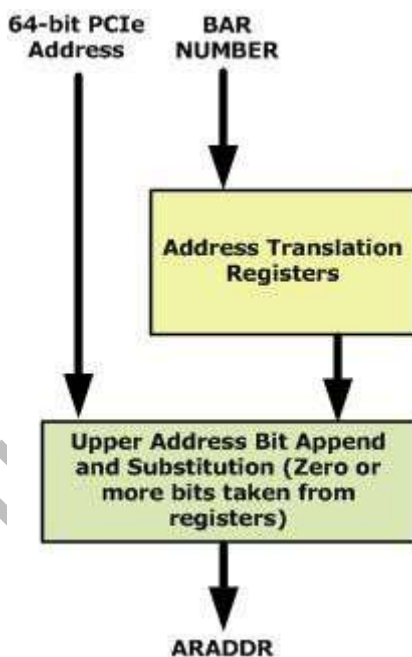 64-bit PCIe
Address
BAR
NUMBER
Address Translation
Registers
Upper Address Bit Append
and Substitution (Zero or
more bits taken from
registers)
ARADDR